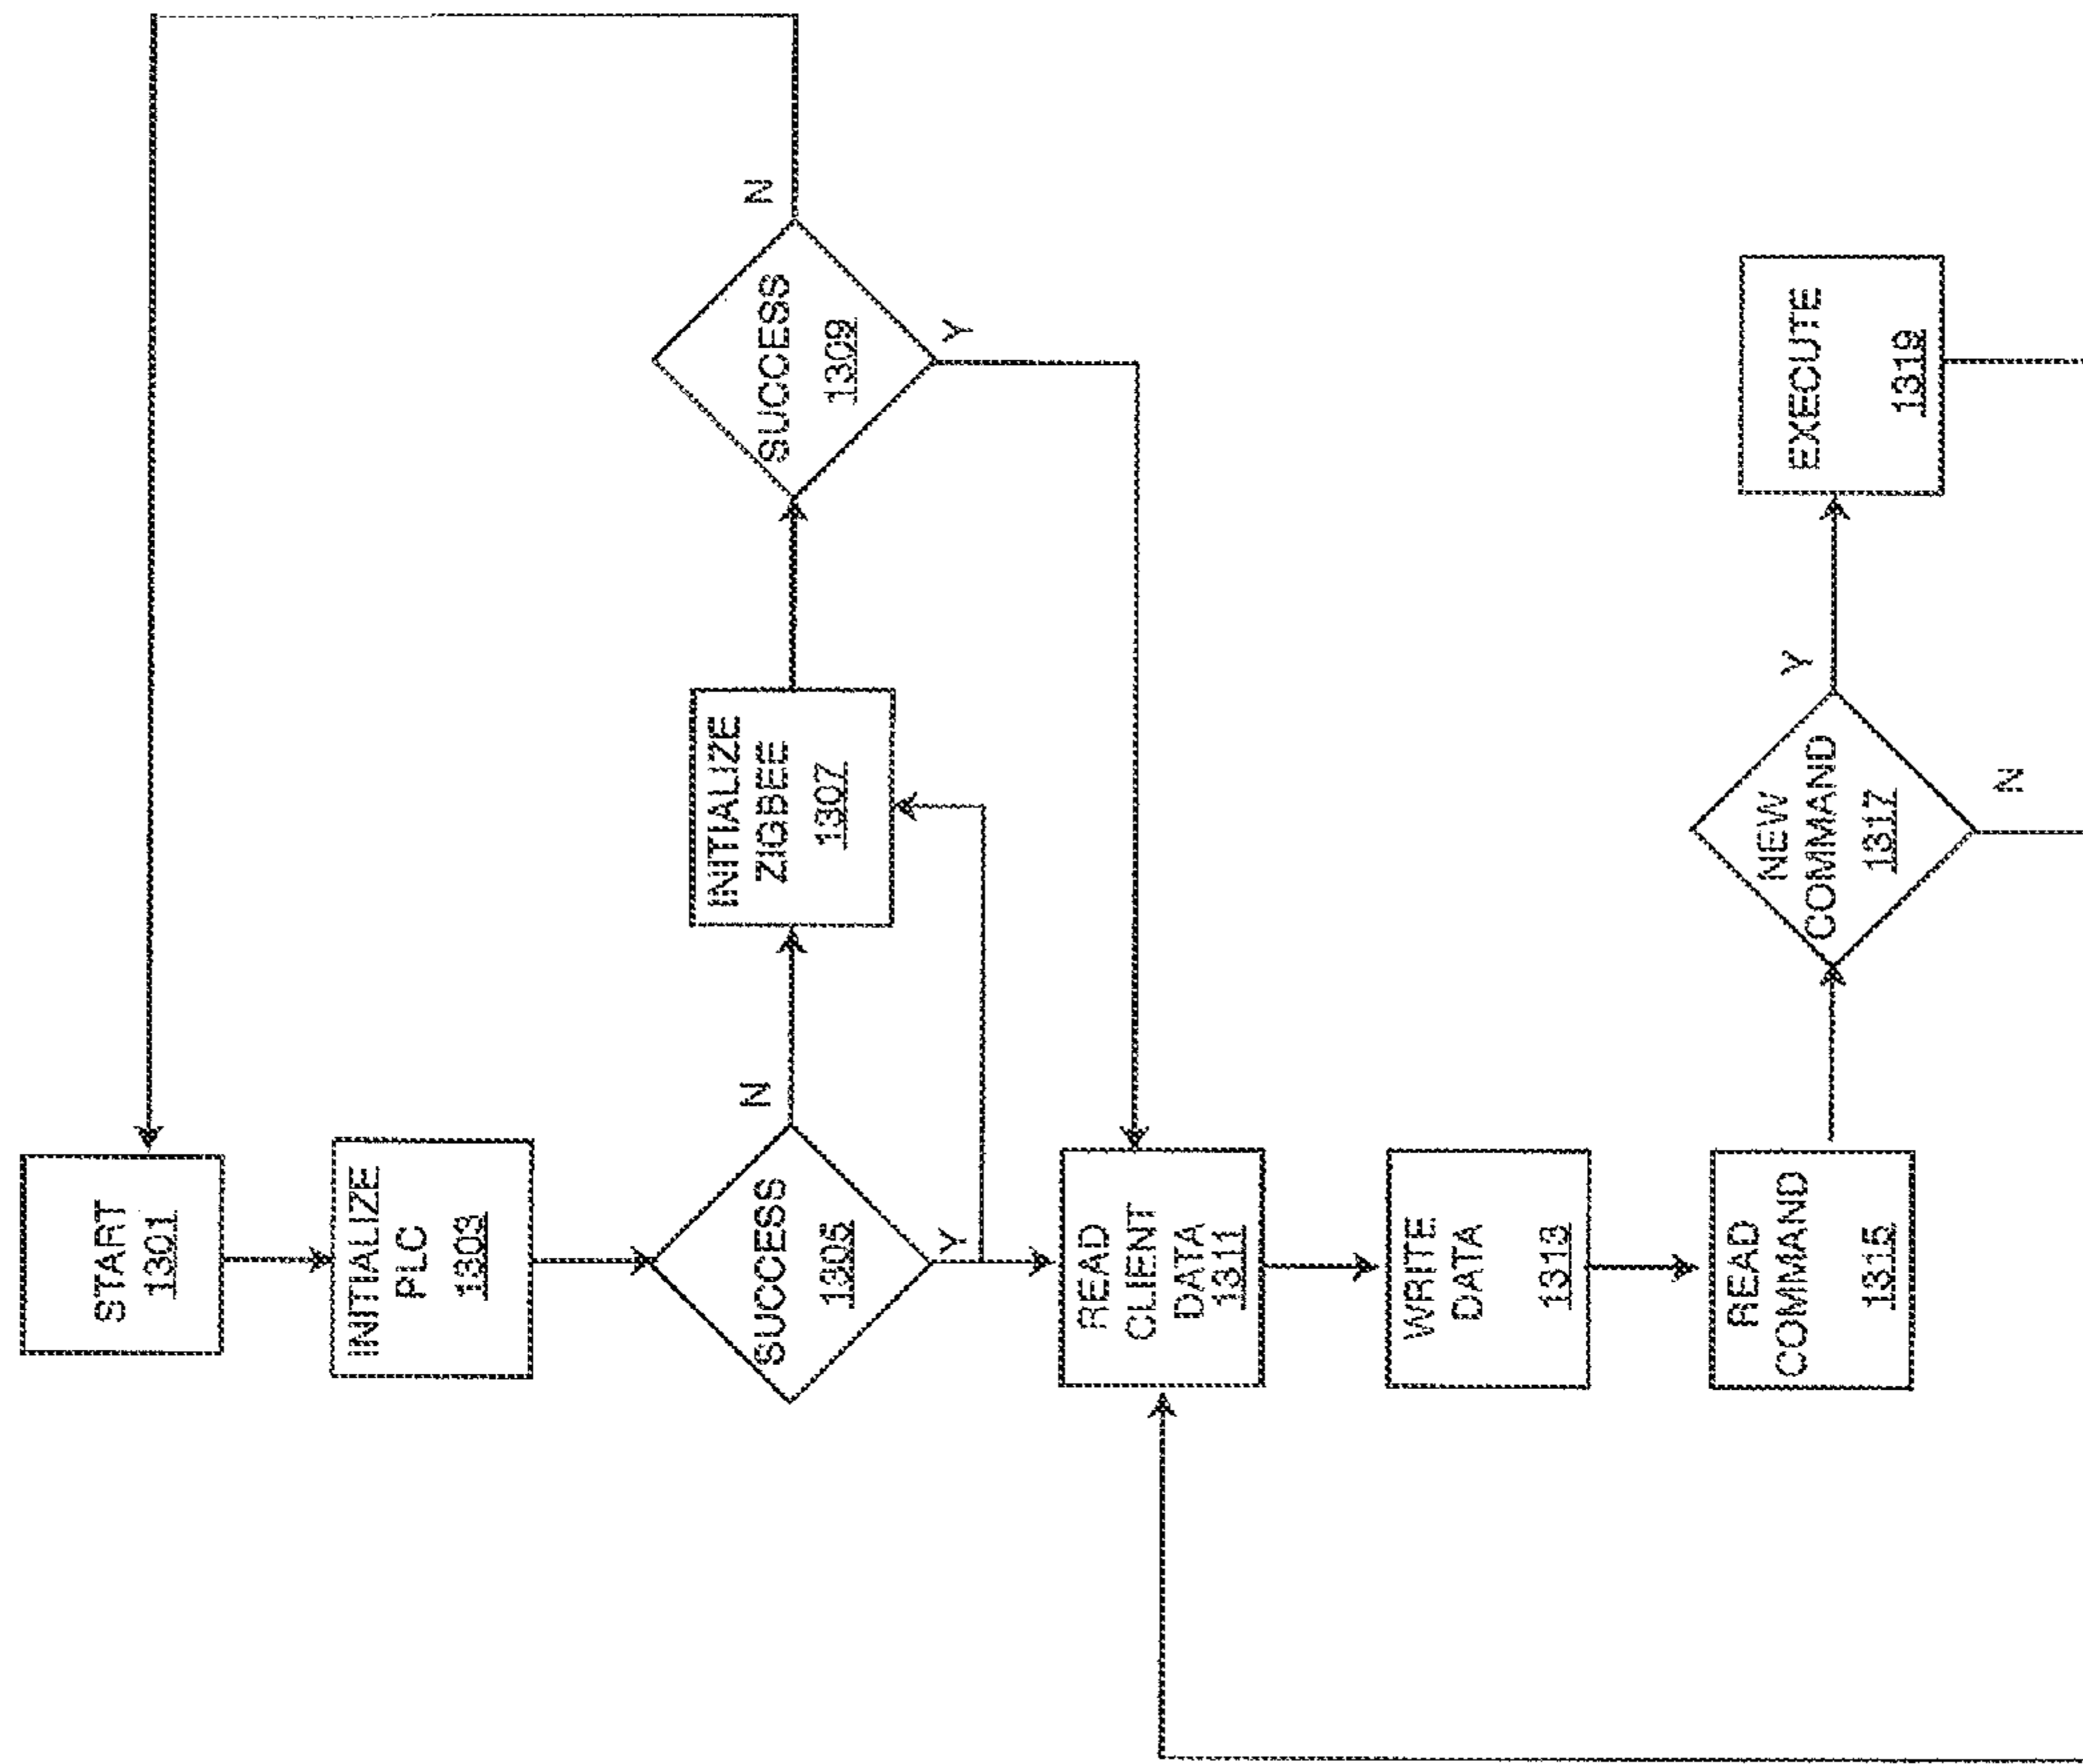 START
1301
INITIALIZE
PLC
1303
SUCCESS
1305
N
Y
INITIALIZE
ZIGBEE
1307
SUCCESS
1309
N
Y
READ
CLIENT
DATA
1311
WRITE
DATA
1313
READ
COMMAND
1315
NEW
COMMAND
1317
Y
N
EXECUTE
1319